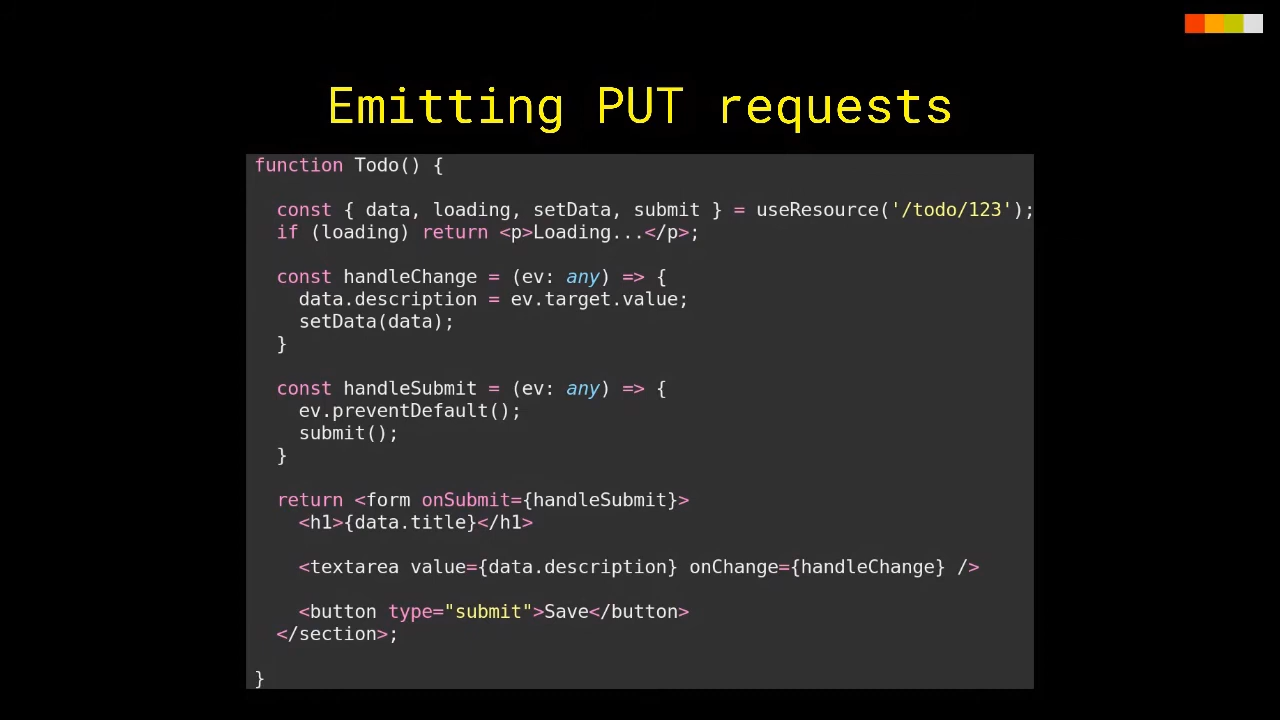 Emitting PUT requests
function Todo() {
const { data, loading, setData, submit } = useResource('/todo/123');
if (loading) return <p>Loading...</p>;
const handleChange = (ev: any) => {
data.description = ev.target.value;
setData(data);
}
const handleSubmit = (ev: any) => {
ev.preventDefault();
submit();
}
return <form onSubmit={handleSubmit}>
<h1>{data.title}</h1>
<textarea value={data.description} onChange={handleChange} />
<button type="submit">Save</button>
</section>;
}